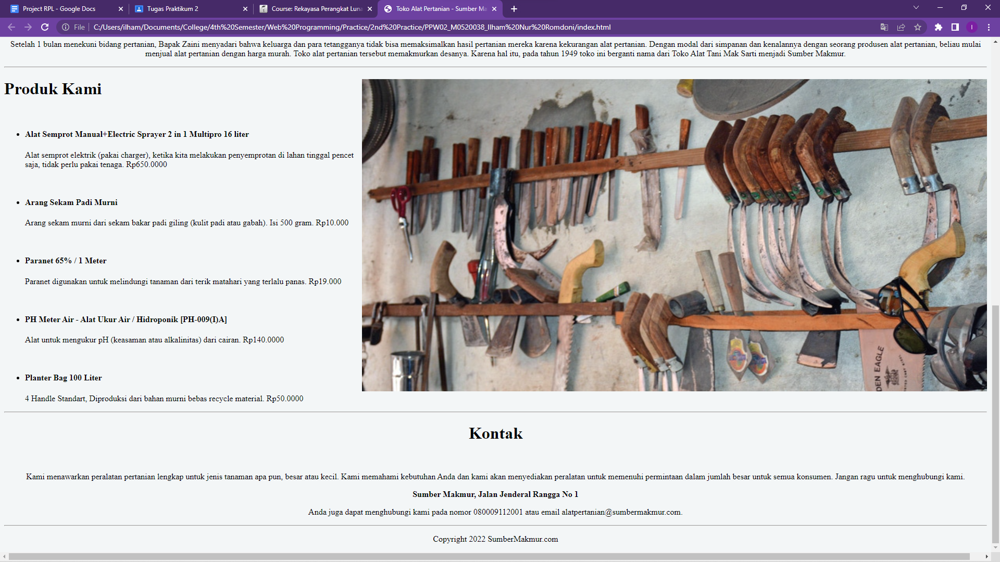 Project RPL - Google Docs
Tugas Praktikum 2
Course: Rekayasa Perangkat Luna
Toko Alat Pertanian - Sumber Ma
File
C:/Users/ilham/Documents/College/4th%20Semester/Web%20Programming/Practice/2nd%20Practice/PPW02_M0520038_Ilham%20Nur%20Romdoni/index.html
I
Setelah 1 bulan menekuni bidang pertanian, Bapak Zaini menyadari bahwa keluarga dan para tetangganya tidak bisa memaksimalkan hasil pertanian mereka karena kekurangan alat pertanian. Dengan modal dari simpanan dan kenalannya dengan seorang produsen alat pertanian, beliau mulai
menjual alat pertanian dengan harga murah. Toko alat pertanian tersebut memakmurkan desanya. Karena hal itu, pada tahun 1949 toko ini berganti nama dari Toko Alat Tani Mak Sarti menjadi Sumber Makmur.
Produk Kami
Alat Semprot Manual+Electric Sprayer 2 in 1 Multipro 16 liter
Alat semprot elektrik (pakai charger), ketika kita melakukan penyemprotan di lahan tinggal pencet
saja, tidak perlu pakai tenaga. Rp650.0000
Arang Sekam Padi Murni
Arang sekam murni dari sekam bakar padi giling (kulit padi atau gabah). Isi 500 gram. Rp10.000
Paranet 65% / 1 Meter
Paranet digunakan untuk melindungi tanaman dari terik matahari yang terlalu panas. Rp19.000
PH Meter Air - Alat Ukur Air / Hidroponik [PH-009(I)A]
Alat untuk mengukur pH (keasaman atau alkalinitas) dari cairan. Rp140.0000
Planter Bag 100 Liter
4 Handle Standart, Diproduksi dari bahan murni bebas recycle material. Rp50.0000
DEN EAGLE
Kontak
Kami menawarkan peralatan pertanian lengkap untuk jenis tanaman apa pun, besar atau kecil. Kami memahami kebutuhan Anda dan kami akan menyediakan peralatan untuk memenuhi permintaan dalam jumlah besar untuk semua konsumen. Jangan ragu untuk menghubungi kami.
Sumber Makmur, Jalan Jenderal Rangga No 1
Anda juga dapat menghubungi kami pada nomor 080009112001 atau email alatpertanian@sumbermakmur.com.
Copyright 2022 SumberMakmur.com